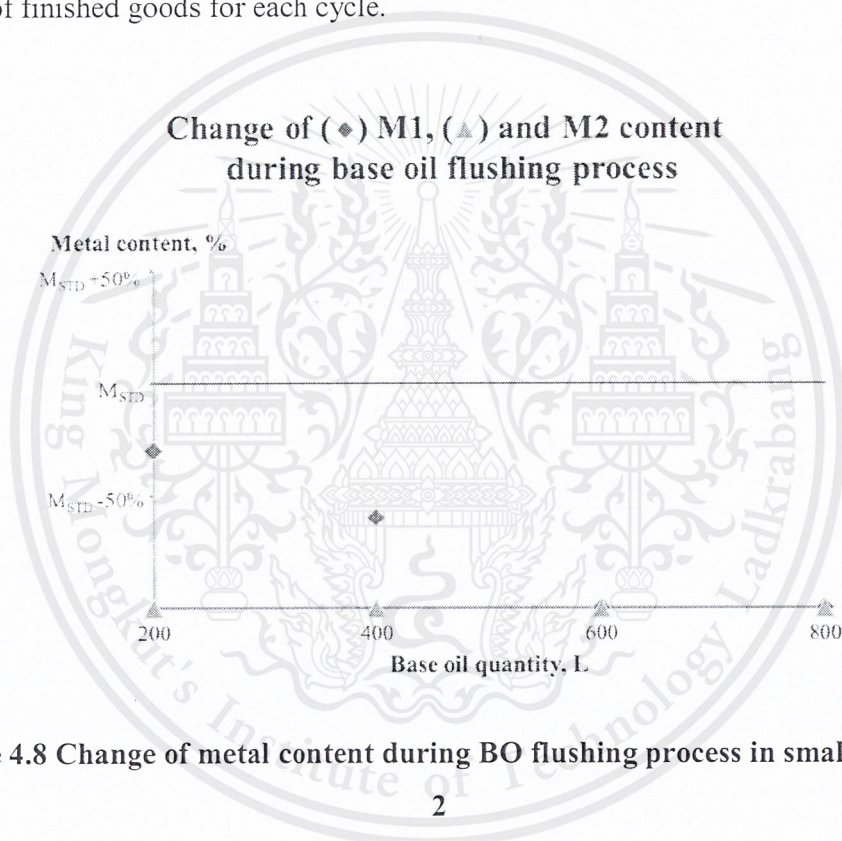 of finished goods for each cycle.
Change of (◆) M1, (▲) and M2 content
during base oil flushing process
Metal content, %
M_STD +50%
M_STD
M_STD -50%
200 400 600 800
Base oil quantity, L
4.8 Change of metal content during BO flushing process in smal
2
King Mongkut's Institute of Technology Ladkrabang